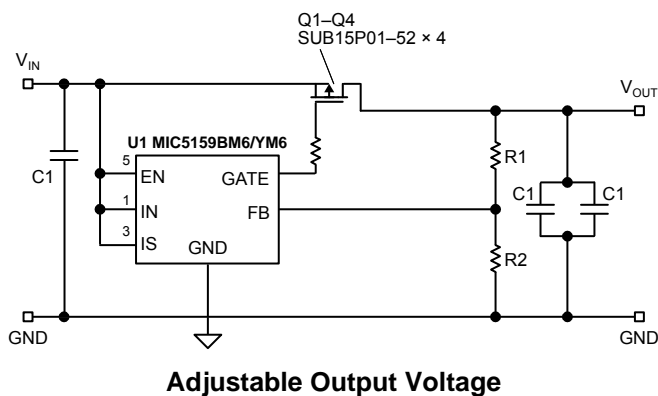 Q1–Q4
SUB15P01–52 × 4
VIN
VOUT
U1 MIC5159BM6/YM6
C1
5
EN
GATE
1
IN
FB
3
IS
GND
R1
R2
C1
C1
GND
GND
Adjustable Output Voltage